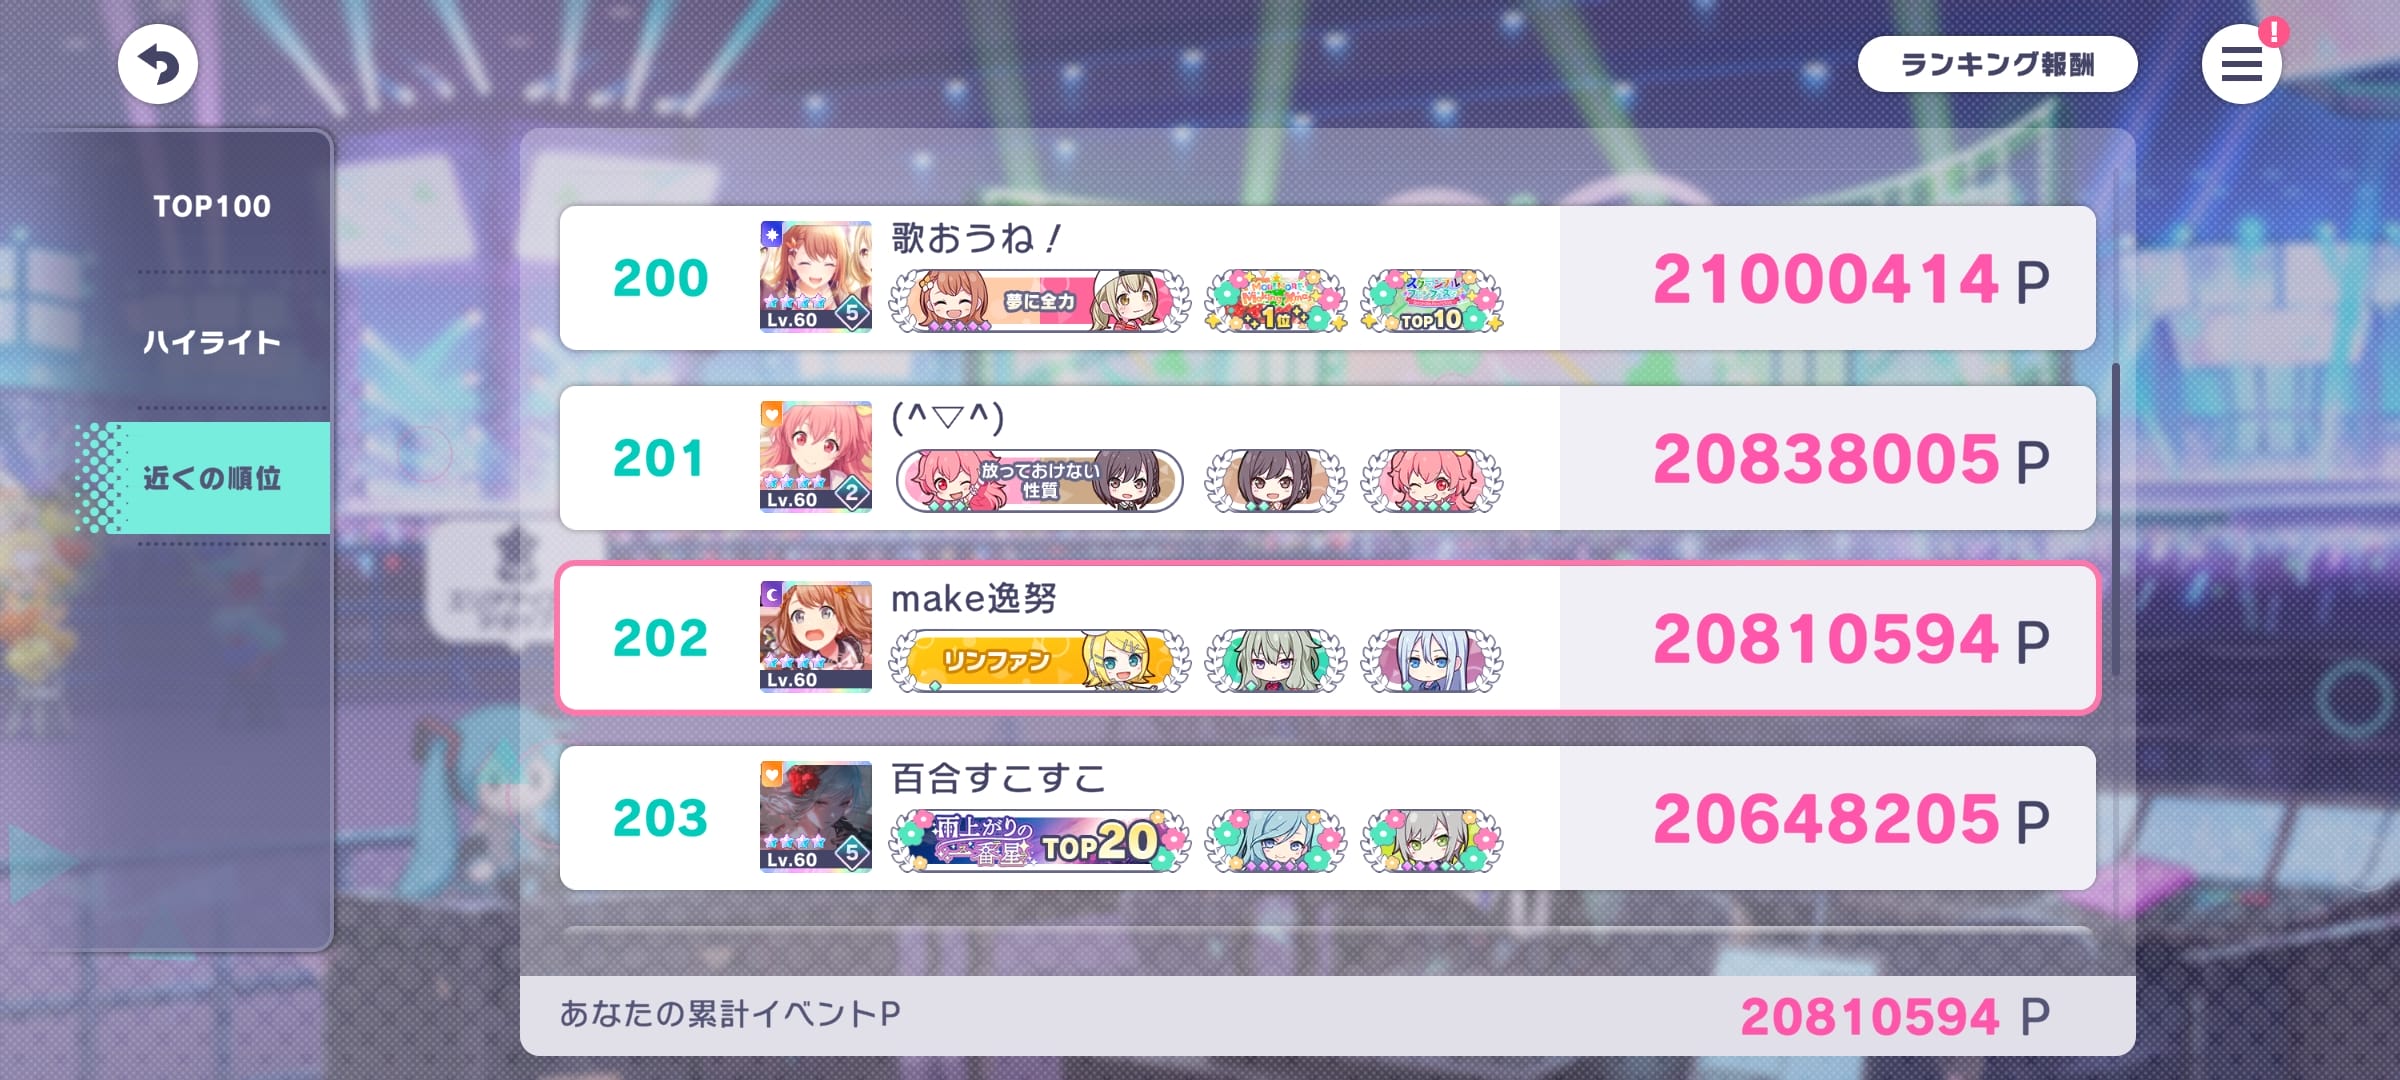 ランキング報酬
!
TOP100
ハイライト
近くの順位
200
Lv.60
5
歌おうね！
夢に全力
1位
TOP10
21000414 P
201
Lv.60
2
(^▽^)
放っておけない
性質
20838005 P
202
Lv.60
make逸努
リンファン
20810594 P
203
Lv.60
5
百合すこすこ
雨上がりの
一番星
TOP20
20648205 P
あなたの累計イベントP
20810594 P